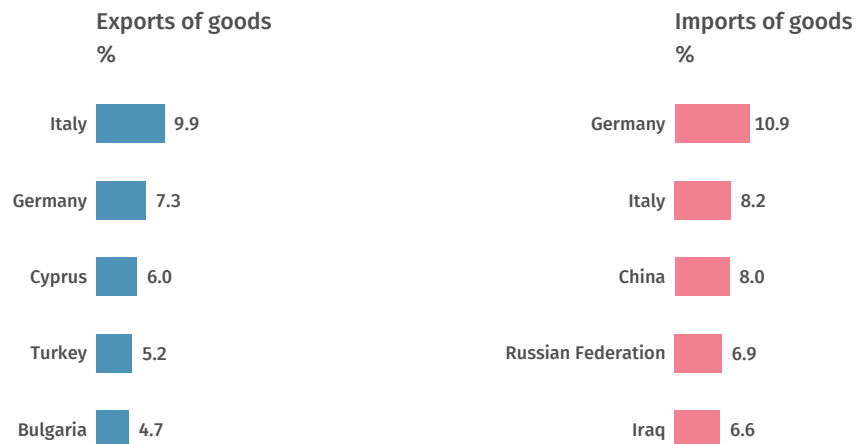 Exports of goods
%
Italy 9.9
Germany 7.3
Cyprus 6.0
Turkey 5.2
Bulgaria 4.7
Imports of goods
%
Germany 10.9
Italy 8.2
China 8.0
Russian Federation 6.9
Iraq 6.6